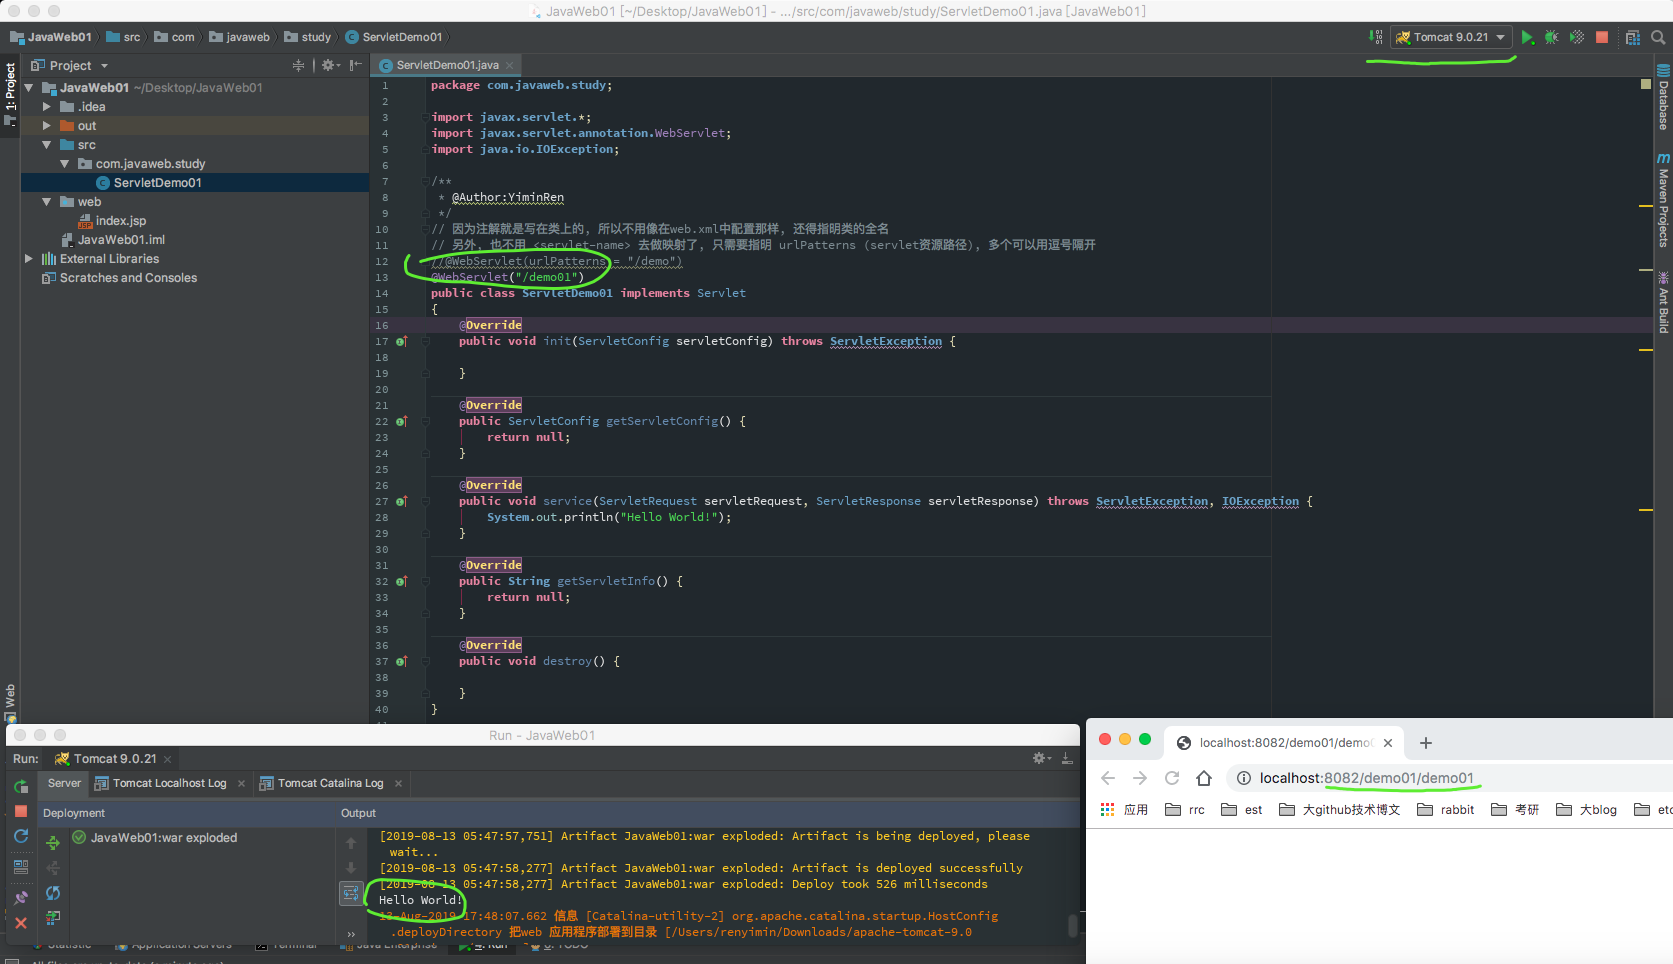 JavaWeb01 [~/Desktop/JavaWeb01] - .../src/com/javaweb/study/ServletDemo01.java [JavaWeb01]
JavaWeb01 src com javaweb study ServletDemo01
Tomcat 9.0.21
Project
ServletDemo01.java
1: Project
Web
JavaWeb01 ~/Desktop/JavaWeb01
.idea
out
src
com.javaweb.study
ServletDemo01
web
index.jsp
JavaWeb01.iml
External Libraries
Scratches and Consoles
1 package com.javaweb.study;
2
3 import javax.servlet.*;
4 import javax.servlet.annotation.WebServlet;
5 import java.io.IOException;
6
7 /**
8 * @Author:YiminRen
9 */
10 // 因为注解就是写在类上的, 所以不用像在web.xml中配置那样, 还得指明类的全名
11 // 另外, 也不用 <servlet-name> 去做映射了, 只需要指明 urlPatterns (servlet资源路径), 多个可以用逗号隔开
12 //@WebServlet(urlPatterns = "/demo")
13 @WebServlet("/demo01")
14 public class ServletDemo01 implements Servlet
15 {
16 @Override
17 public void init(ServletConfig servletConfig) throws ServletException {
18
19 }
20
21 @Override
22 public ServletConfig getServletConfig() {
23 return null;
24 }
25
26 @Override
27 public void service(ServletRequest servletRequest, ServletResponse servletResponse) throws ServletException, IOException {
28 System.out.println("Hello World!");
29 }
30
31 @Override
32 public String getServletInfo() {
33 return null;
34 }
35
36 @Override
37 public void destroy() {
38
39 }
40 }
Database
Maven Projects
Ant Build
Run - JavaWeb01
Run: Tomcat 9.0.21
Server Tomcat Localhost Log Tomcat Catalina Log
Deployment Output
JavaWeb01:war exploded
[2019-08-13 05:47:57,751] Artifact JavaWeb01:war exploded: Artifact is being deployed, please
wait...
[2019-08-13 05:47:58,277] Artifact JavaWeb01:war exploded: Artifact is deployed successfully
[2019-08-13 05:47:58,277] Artifact JavaWeb01:war exploded: Deploy took 526 milliseconds
Hello World!
13-Aug-2019 17:48:07.662 信息 [Catalina-utility-2] org.apache.catalina.startup.HostConfig
.deployDirectory 把web 应用程序部署到目录 [/Users/renyimin/Downloads/apache-tomcat-9.0
localhost:8082/demo01/demo
localhost:8082/demo01/demo01
应用 rrc est 大github技术博文 rabbit 考研 大blog etc